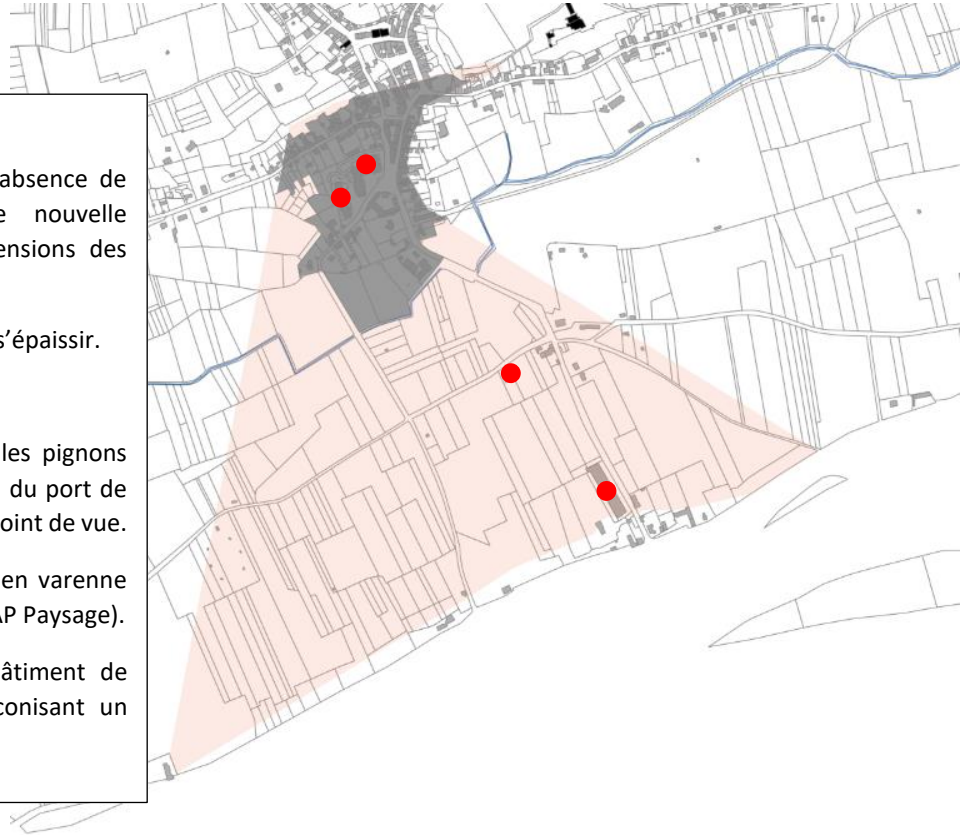 absence de
e nouvelle
ensions des
s’épaissir.
les pignons
du port de
oint de vue.
en varenne
AP Paysage).
âtiment de
conisant un